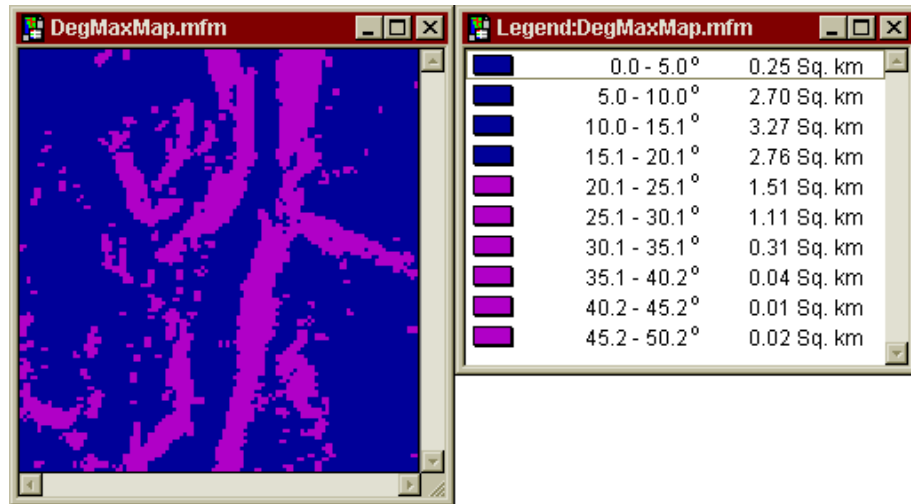 DegMaxMap.mfm
Legend:DegMaxMap.mfm
0.0 - 5.0° 0.25 Sq. km
5.0 - 10.0° 2.70 Sq. km
10.0 - 15.1° 3.27 Sq. km
15.1 - 20.1° 2.76 Sq. km
20.1 - 25.1° 1.51 Sq. km
25.1 - 30.1° 1.11 Sq. km
30.1 - 35.1° 0.31 Sq. km
35.1 - 40.2° 0.04 Sq. km
40.2 - 45.2° 0.01 Sq. km
45.2 - 50.2° 0.02 Sq. km